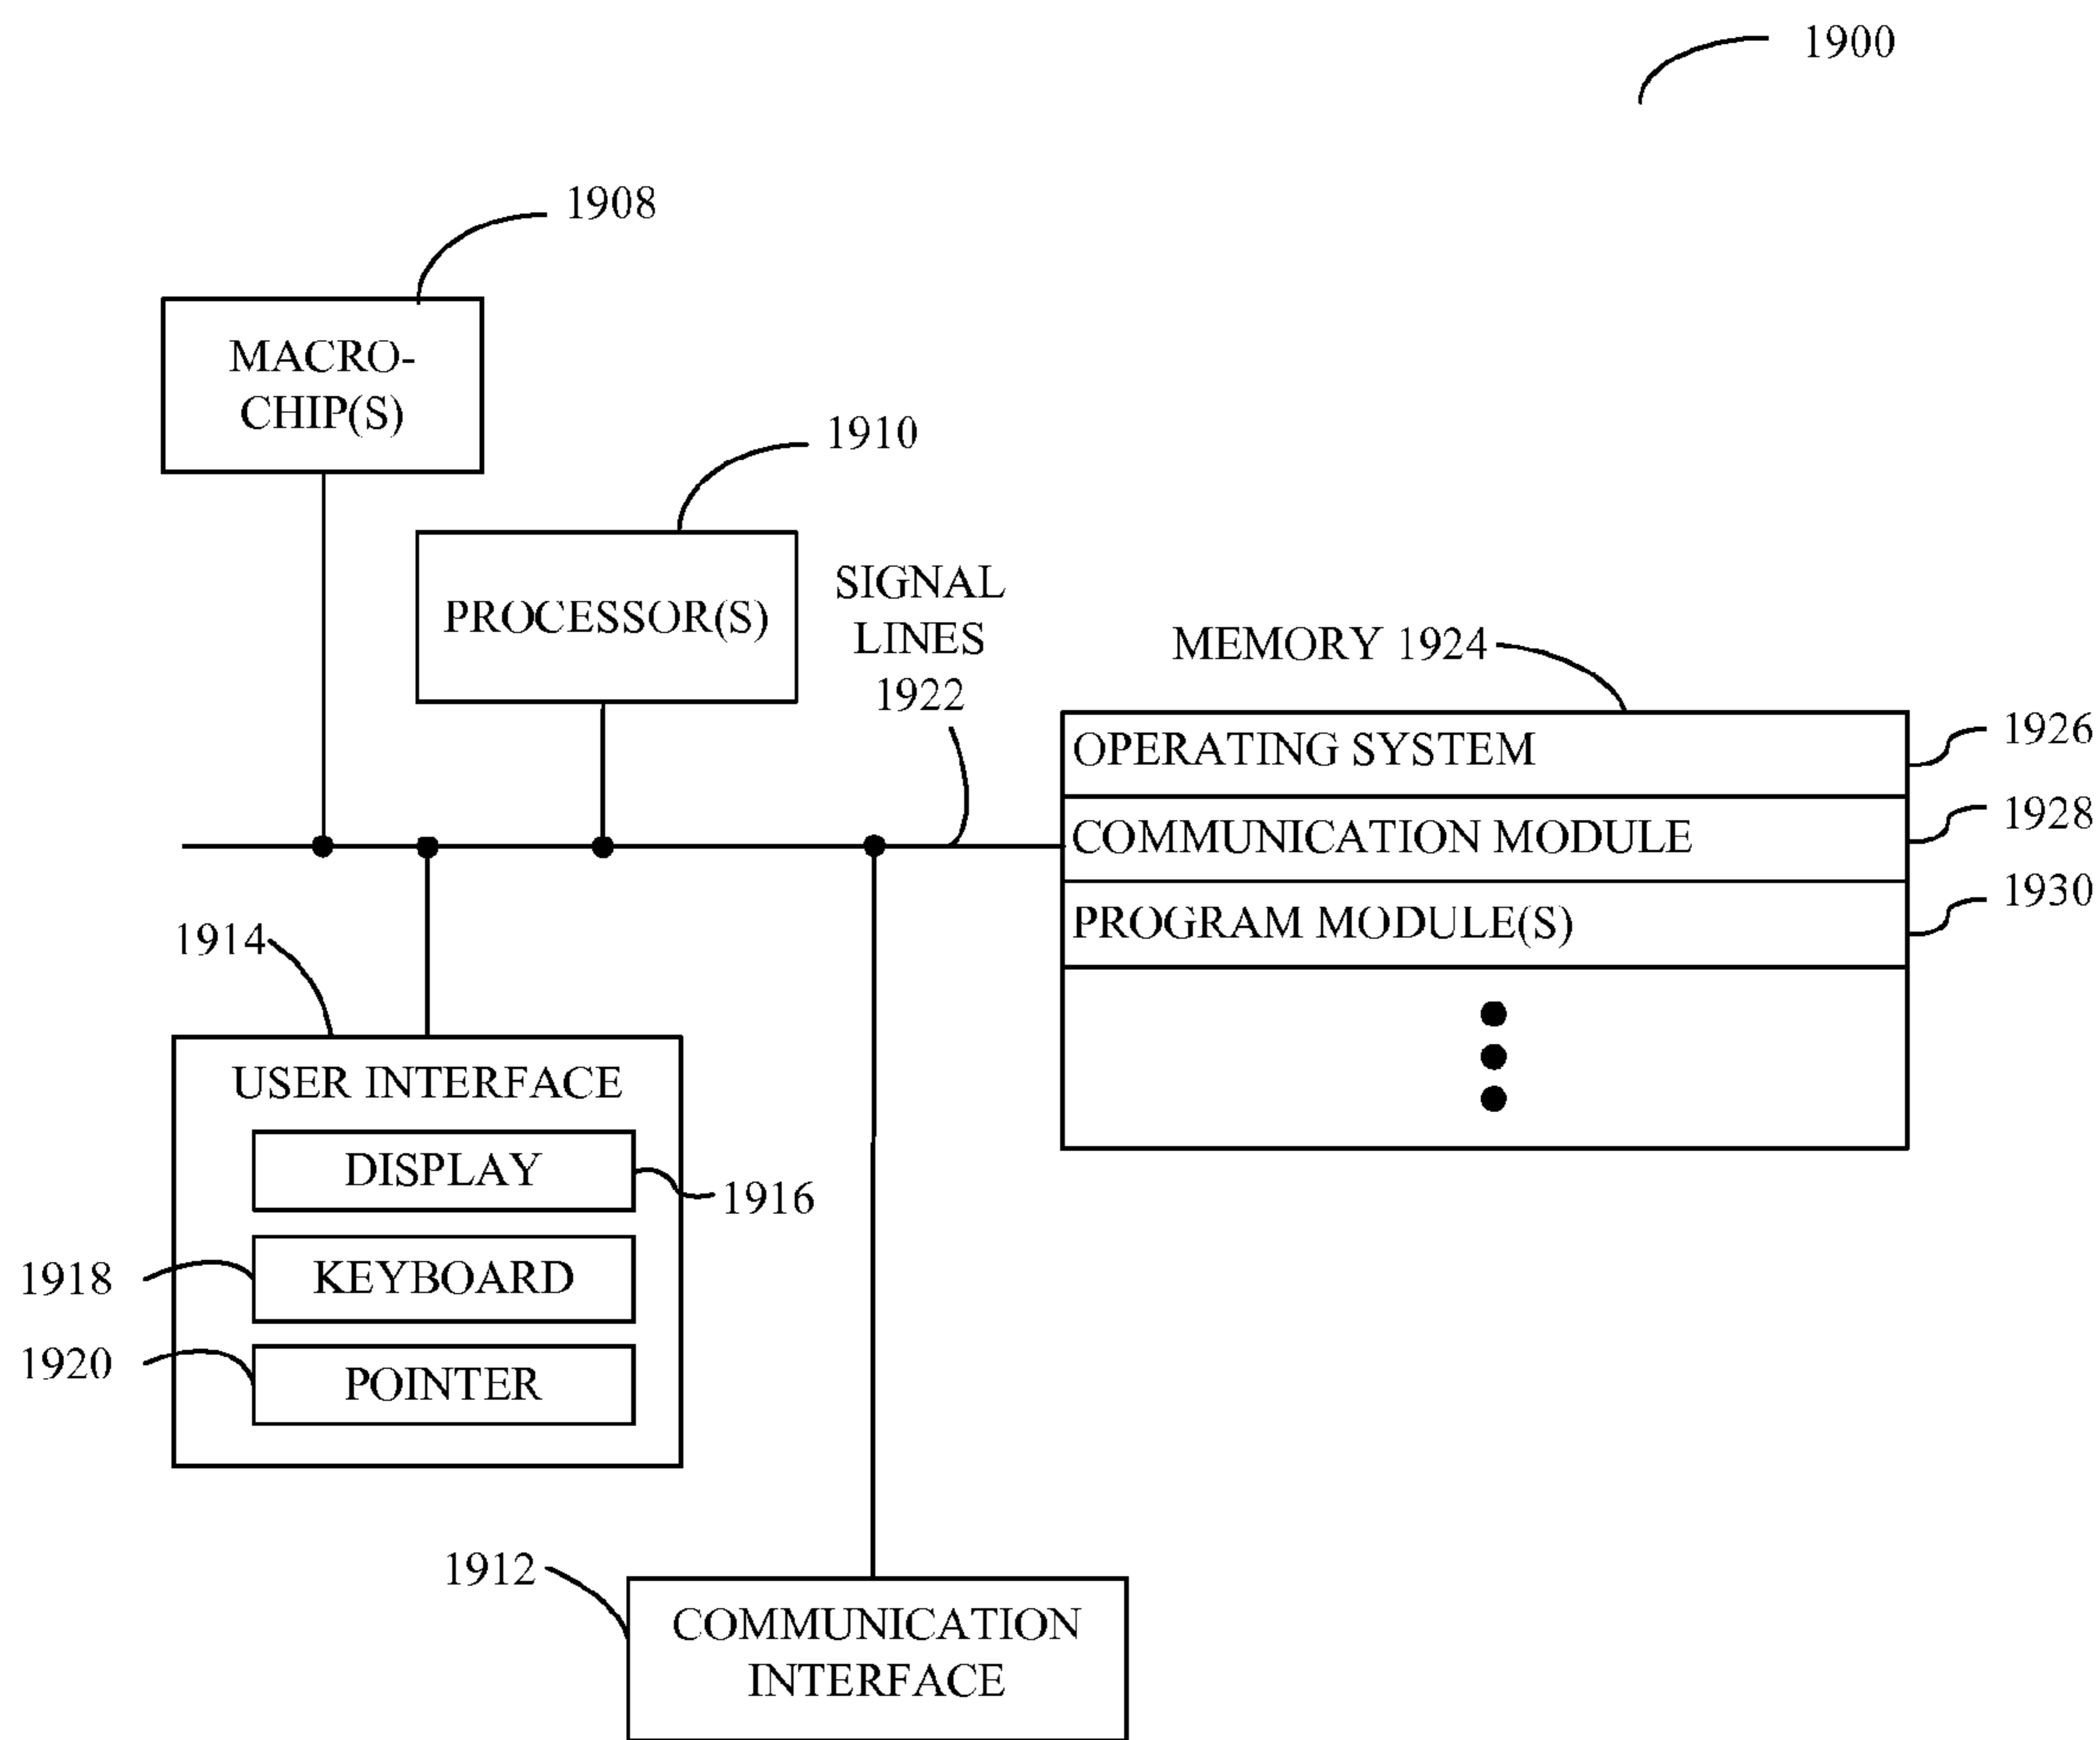 1900
1908
MACRO-
CHIP(S)
1910
PROCESSOR(S)
SIGNAL
LINES
1922
MEMORY 1924
OPERATING SYSTEM
1926
COMMUNICATION MODULE
1928
PROGRAM MODULE(S)
1930
1914
USER INTERFACE
DISPLAY
1916
1918
KEYBOARD
1920
POINTER
1912
COMMUNICATION
INTERFACE